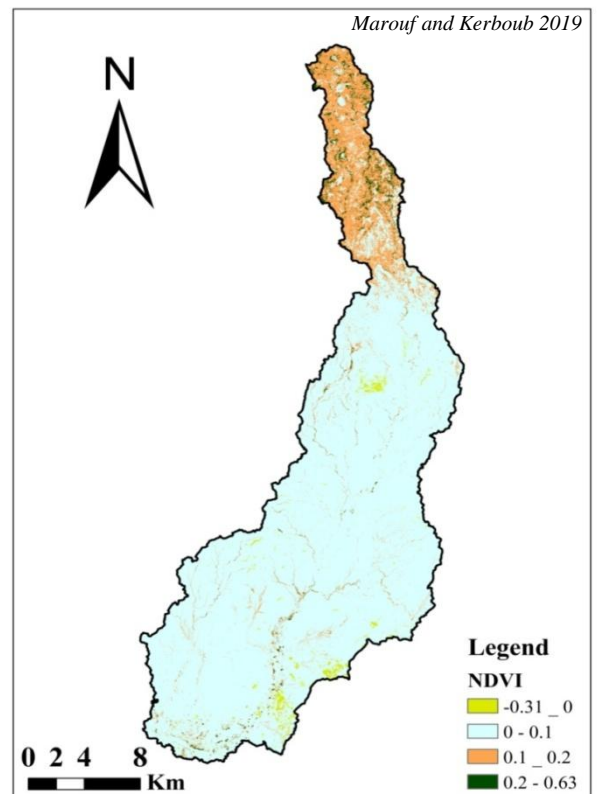 Marouf and Kerboub 2019
N
Legend
NDVI
-0.31 _ 0
0 - 0.1
0.1 _ 0.2
0.2 - 0.63
0 2 4 8
Km